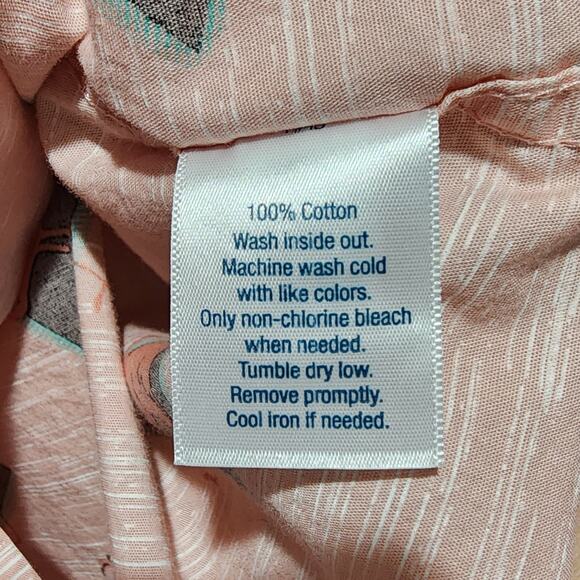 100% Cotton
Wash inside out.
Machine wash cold
with like colors.
Only non-chlorine bleach
when needed.
Tumble dry low.
Remove promptly.
Cool iron if needed.